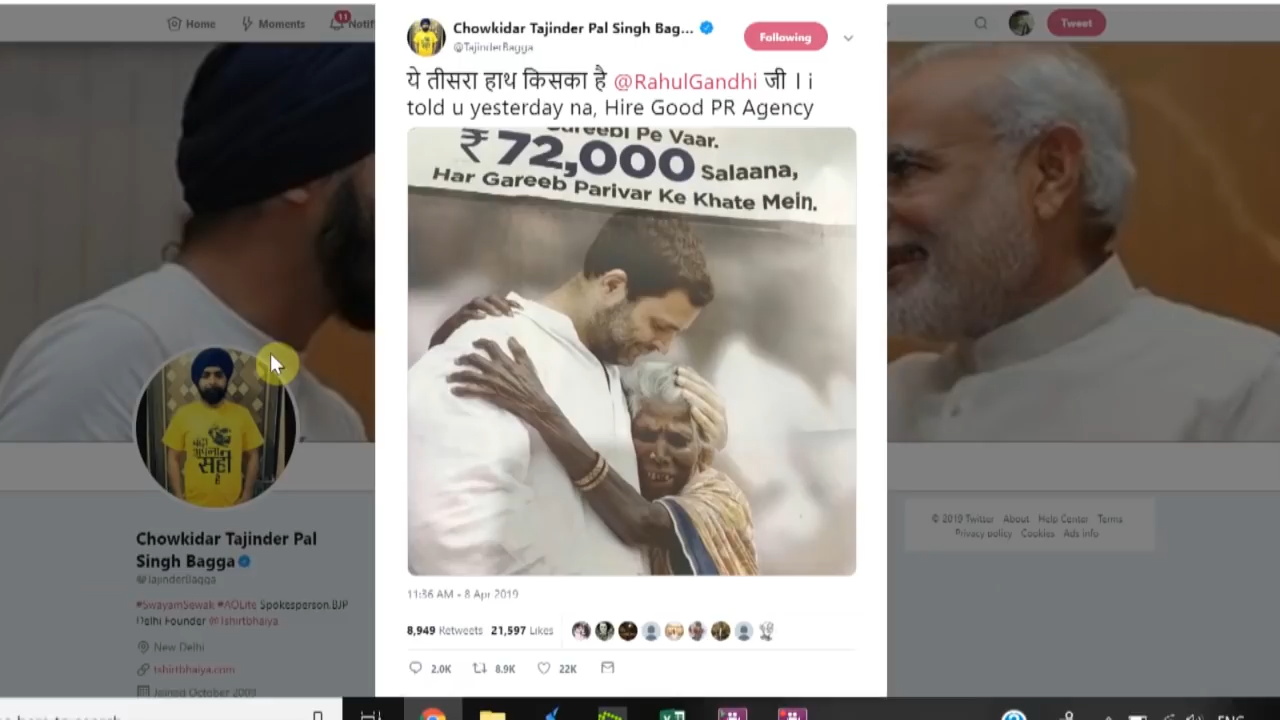 Home
Moments
11
Notif
Tweet
Chowkidar Tajinder Pal Singh Bag...
@TajinderBagga
Following
ये तीसरा हाथ किसका है @RahulGandhi जी । i
told u yesterday na, Hire Good PR Agency
Gareebi Pe Vaar.
₹ 72,000 Salaana,
Har Gareeb Parivar Ke Khate Mein.
11:36 AM - 8 Apr 2019
8,949 Retweets 21,597 Likes
2.0K 8.9K 22K
Chowkidar Tajinder Pal
Singh Bagga
@TajinderBagga
#SwayamSewak #AOLite Spokesperson BJP
Delhi Founder @Tshirtbhaiya
New Delhi
tshirtbhaiya.com
Joined October 2009
© 2019 Twitter About Help Center Terms
Privacy policy Cookies Ads info